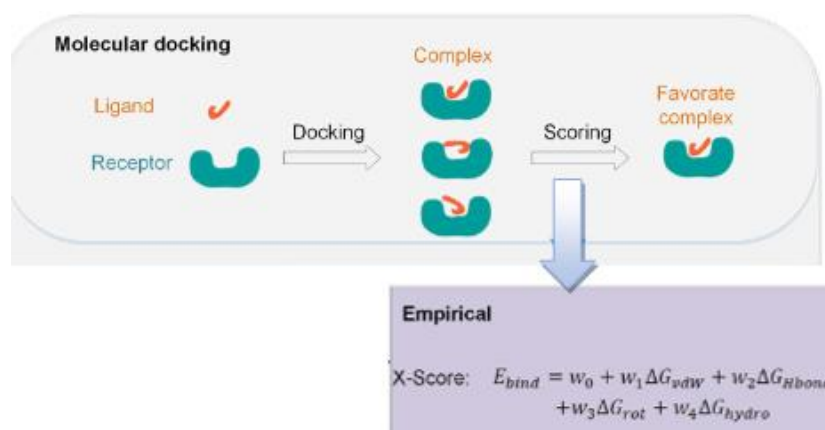 Molecular docking
Complex
Ligand
Favorate
complex
Docking
Scoring
Receptor
Empirical
X-Score: E_bind = w_0 + w_1ΔG_vdW + w_2ΔG_Hbond
+w_3ΔG_rot + w_4ΔG_hydro